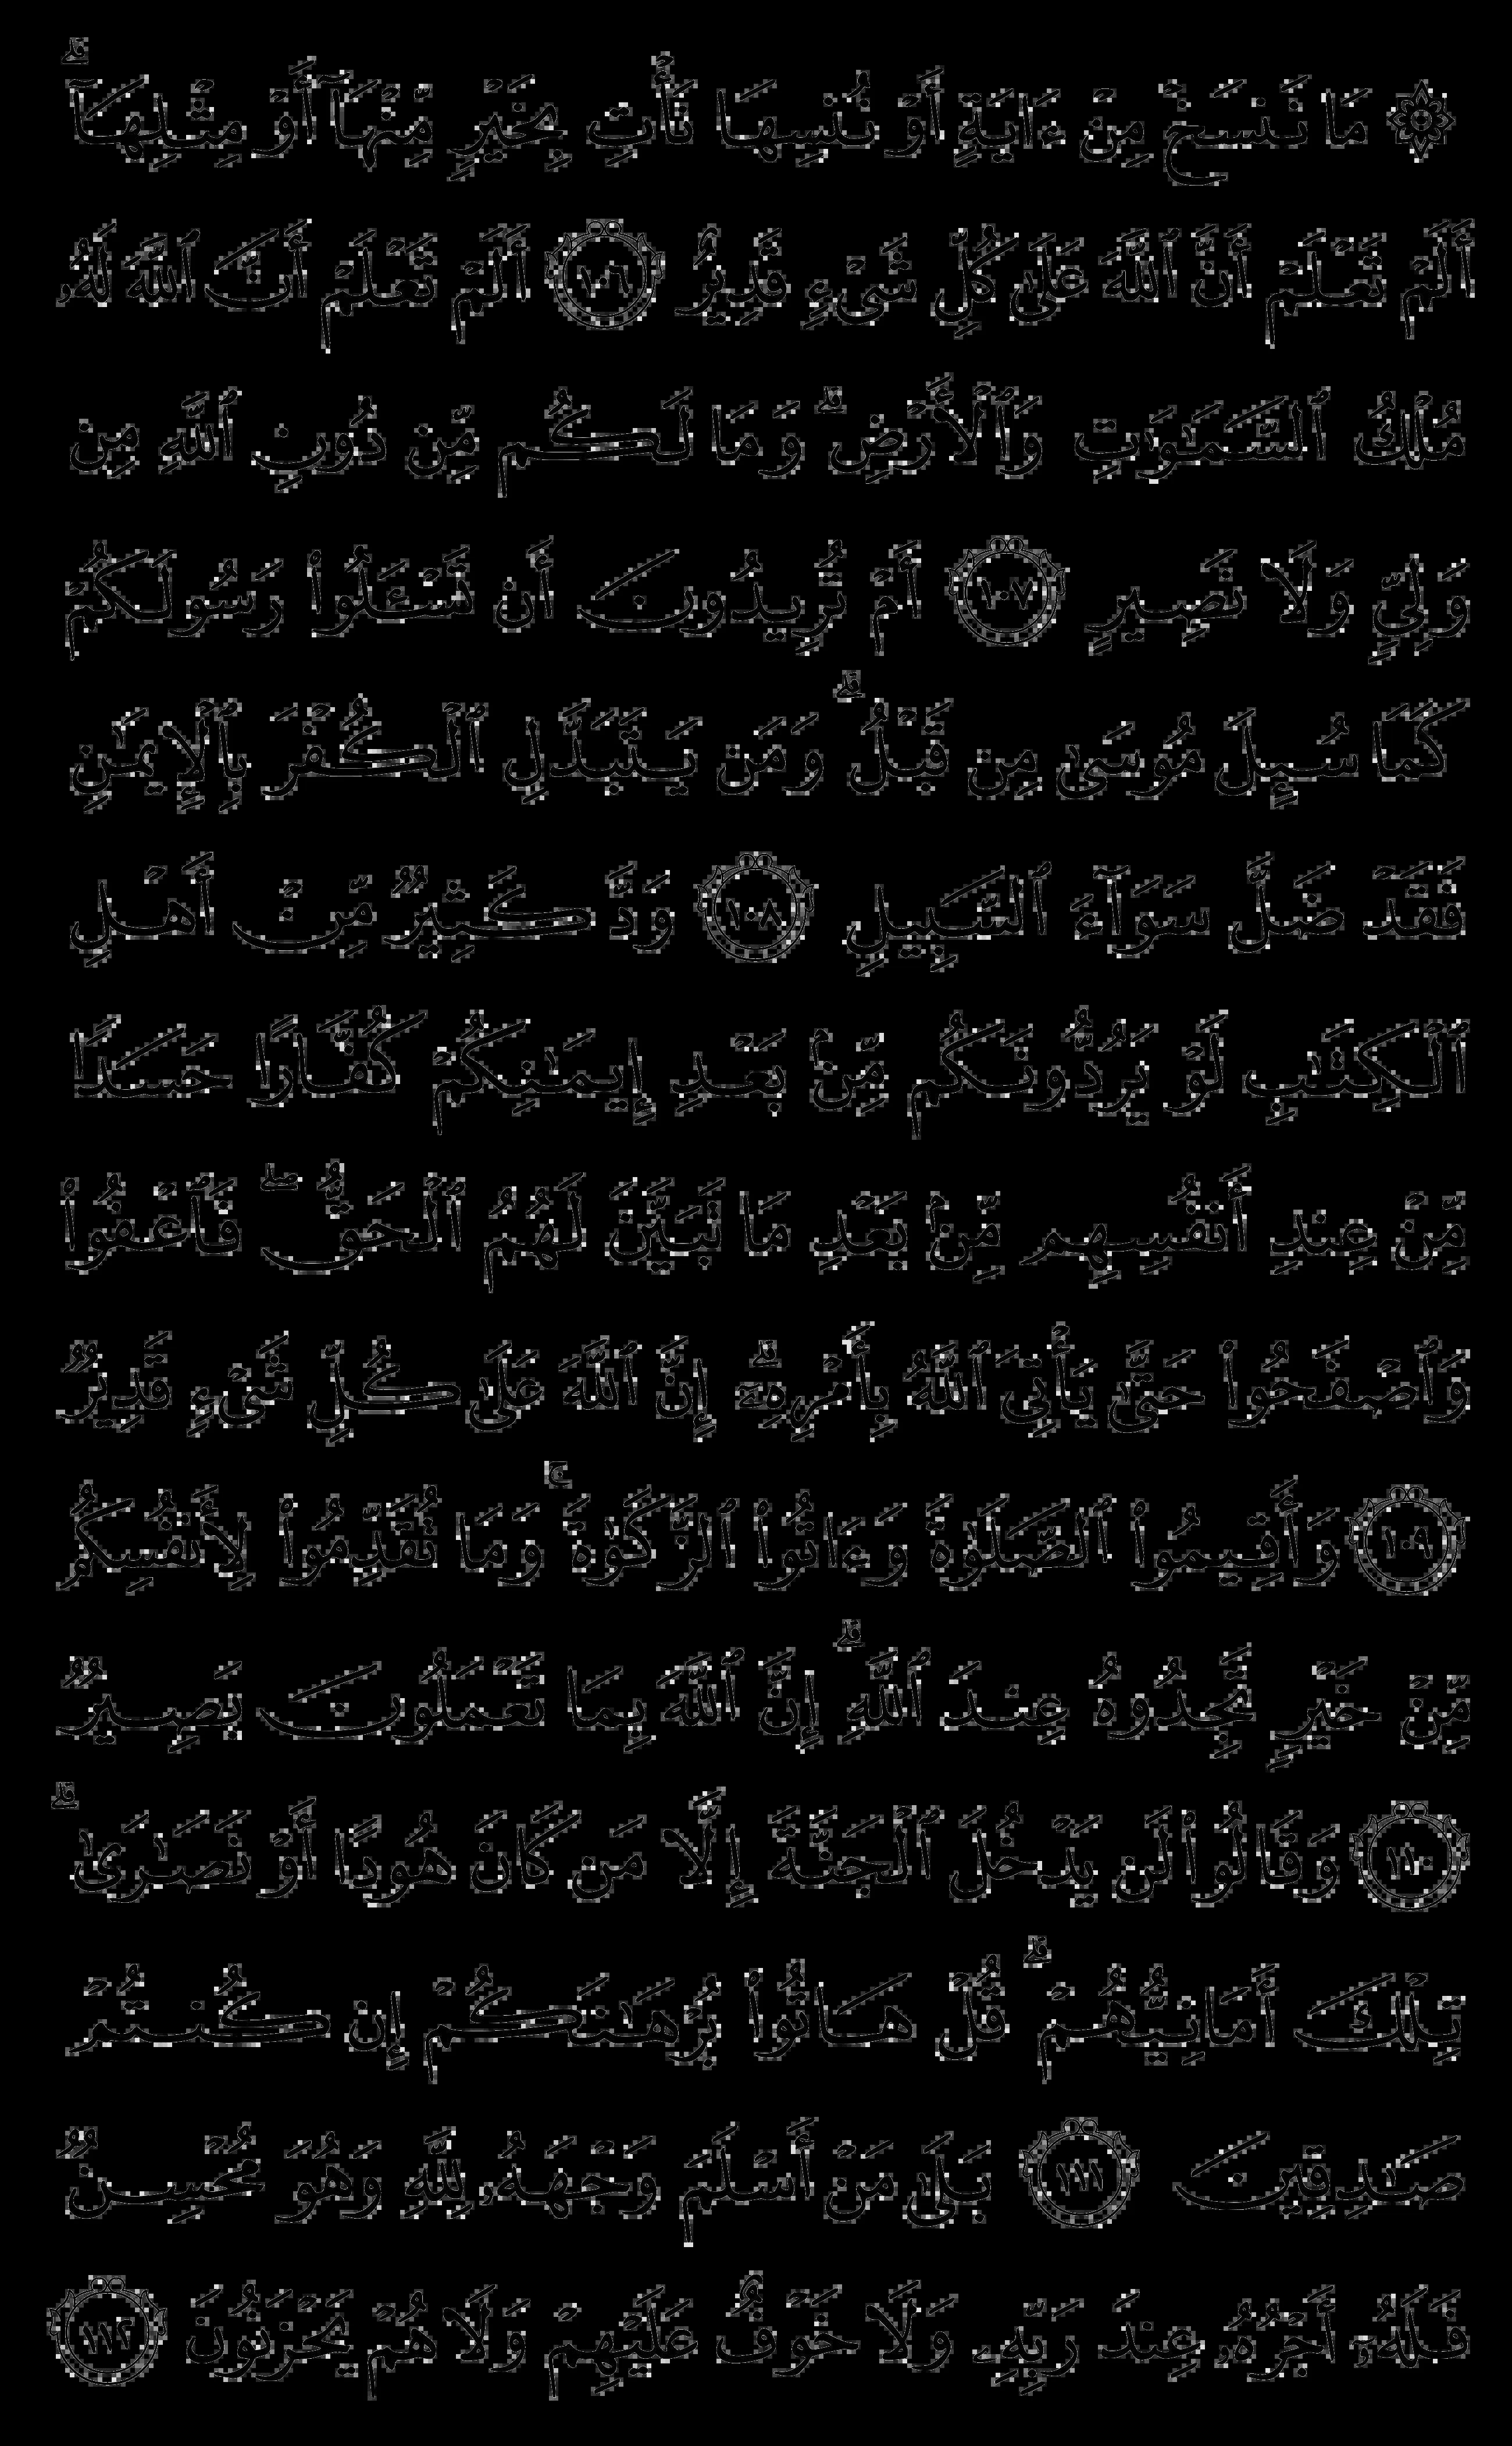 ۞ مَا نَنسَخْ مِنْ ءَايَةٍ أَوْ نُنسِهَا نَأْتِ بِخَيْرٍ مِّنْهَآ أَوْ مِثْلِهَآ ۗ
أَلَمْ تَعْلَمْ أَنَّ ٱللَّهَ عَلَىٰ كُلِّ شَىْءٍ قَدِيرٌ ١٠٦ أَلَمْ تَعْلَمْ أَنَّ ٱللَّهَ لَهُۥ
مُلْكُ ٱلسَّمَـٰوَٰتِ وَٱلْأَرْضِ ۗ وَمَا لَكُم مِّن دُونِ ٱللَّهِ مِن
وَلِىٍّ وَلَا نَصِيرٍ ١٠٧ أَمْ تُرِيدُونَ أَن تَسْـَٔلُوا۟ رَسُولَكُمْ
كَمَا سُئِلَ مُوسَىٰ مِن قَبْلُ ۗ وَمَن يَتَبَدَّلِ ٱلْكُفْرَ بِٱلْإِيمَـٰنِ
فَقَدْ ضَلَّ سَوَآءَ ٱلسَّبِيلِ ١٠٨ وَدَّ كَثِيرٌ مِّنْ أَهْلِ
ٱلْكِتَـٰبِ لَوْ يَرُدُّونَكُم مِّنۢ بَعْدِ إِيمَـٰنِكُمْ كُفَّارًا حَسَدًا
مِّنْ عِندِ أَنفُسِهِم مِّنۢ بَعْدِ مَا تَبَيَّنَ لَهُمُ ٱلْحَقُّ ۖ فَٱعْفُوا۟
وَٱصْفَحُوا۟ حَتَّىٰ يَأْتِىَ ٱللَّهُ بِأَمْرِهِۦٓ ۗ إِنَّ ٱللَّهَ عَلَىٰ كُلِّ شَىْءٍ قَدِيرٌ
١٠٩ وَأَقِيمُوا۟ ٱلصَّلَوٰةَ وَءَاتُوا۟ ٱلزَّكَوٰةَ ۚ وَمَا تُقَدِّمُوا۟ لِأَنفُسِكُم
مِّنْ خَيْرٍ تَجِدُوهُ عِندَ ٱللَّهِ ۗ إِنَّ ٱللَّهَ بِمَا تَعْمَلُونَ بَصِيرٌ
١١٠ وَقَالُوا۟ لَن يَدْخُلَ ٱلْجَنَّةَ إِلَّا مَن كَانَ هُودًا أَوْ نَصَـٰرَىٰ ۗ
تِلْكَ أَمَانِيُّهُمْ ۗ قُلْ هَاتُوا۟ بُرْهَـٰنَكُمْ إِن كُنتُمْ
صَـٰدِقِينَ ١١١ بَلَىٰ مَنْ أَسْلَمَ وَجْهَهُۥ لِلَّهِ وَهُوَ مُحْسِنٌ
فَلَهُۥٓ أَجْرُهُۥ عِندَ رَبِّهِۦ وَلَا خَوْفٌ عَلَيْهِمْ وَلَا هُمْ يَحْزَنُونَ ١١٢